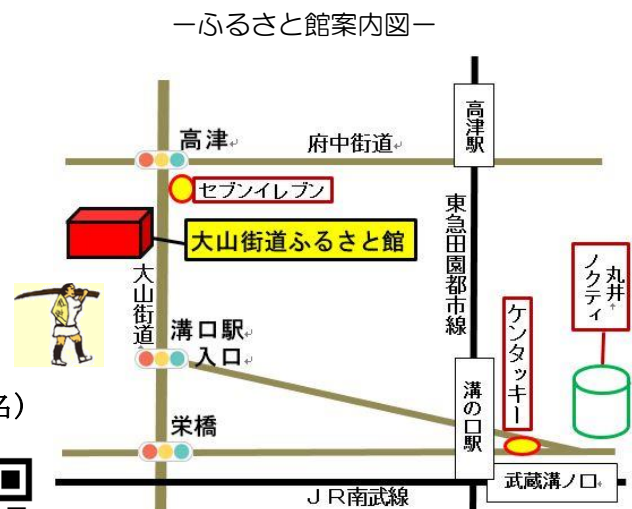 ーふるさと館案内図ー
高津
府中街道
高津駅
セブンイレブン
大山街道ふるさと館
東急田園都市線
丸井
ノクティ
大山街道
溝口駅
入口
ケンタッキー
溝の口駅
名)
栄橋
武蔵溝ノ口
JR南武線